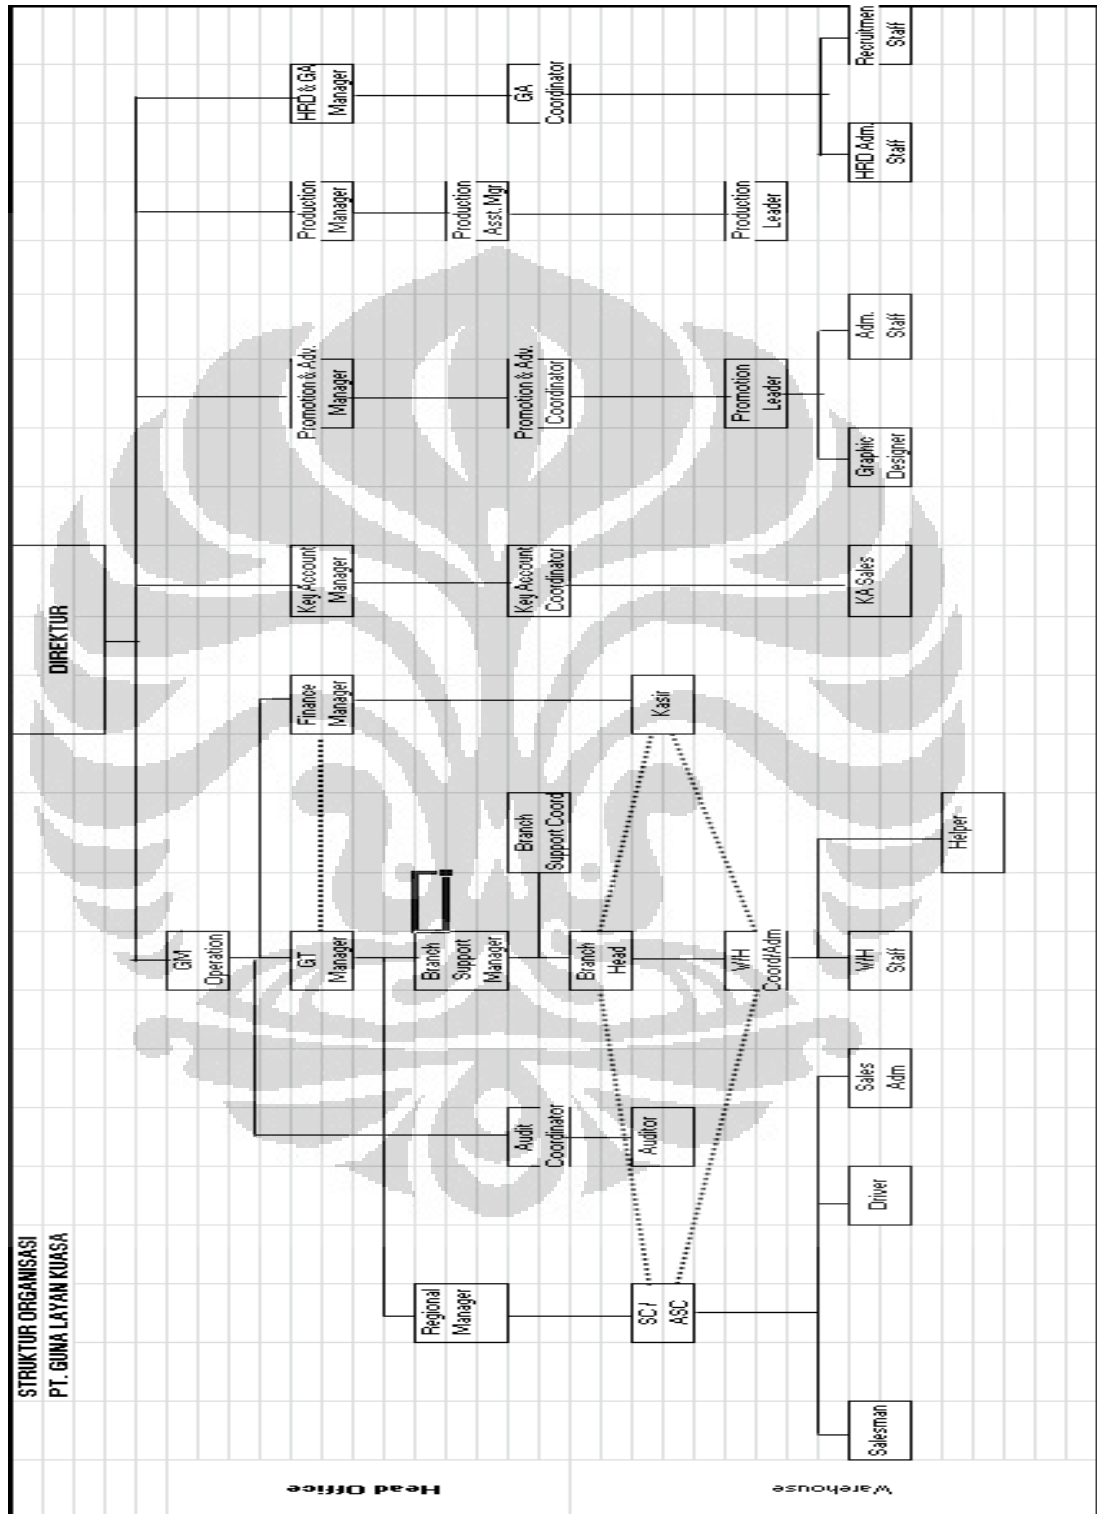 STRUKTUR ORGANISASI
PT. GUNA LAYAN KUASA
DIREKTUR
GM
Operation
GT
Manager
Finance
Manager
Key Account
Manager
Promotion & Adv.
Manager
Production
Manager
HRD & GA
Manager
Regional
Manager
Branch
Support
Manager
Production
Asst. Mgr
Audit
Coordinator
Branch
Support Coord
Key Account
Coordinator
Promotion & Adv.
Coordinator
GA
Coordinator
Branch
Head
SC /
ASC
Auditor
Kasir
W/H
Coord/Adm
Promotion
Leader
Production
Leader
Salesman
Driver
Sales
Adm
W/H
Staff
KA Sales
Graphic
Designer
Adm.
Staff
HRD Adm.
Staff
Recruitmen
Staff
Helper
Head Office
Warehouse